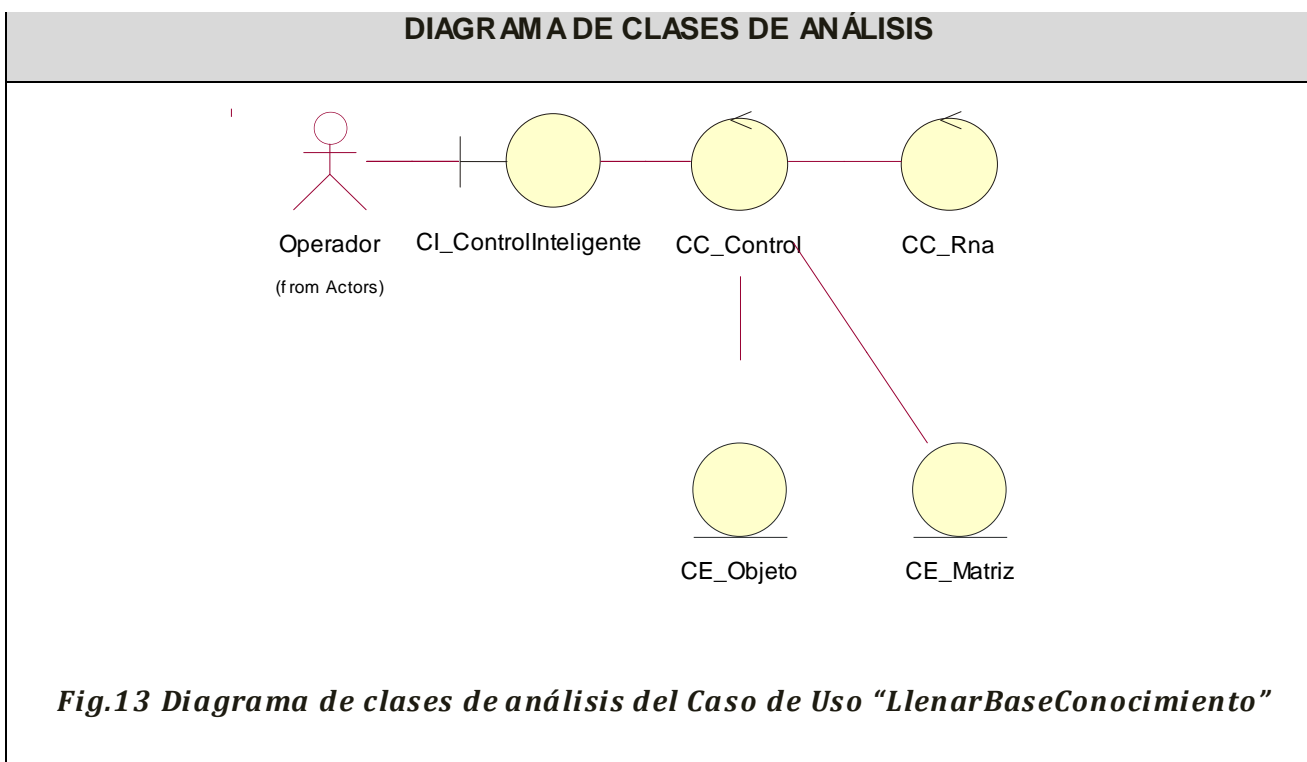 DIAGRAMA DE CLASES DE ANÁLISIS
Operador
(from Actors)
CI_ControlInteligente
CC_Control
CC_Rna
CE_Objeto
CE_Matriz
Fig.13 Diagrama de clases de análisis del Caso de Uso “LlenarBaseConocimiento”